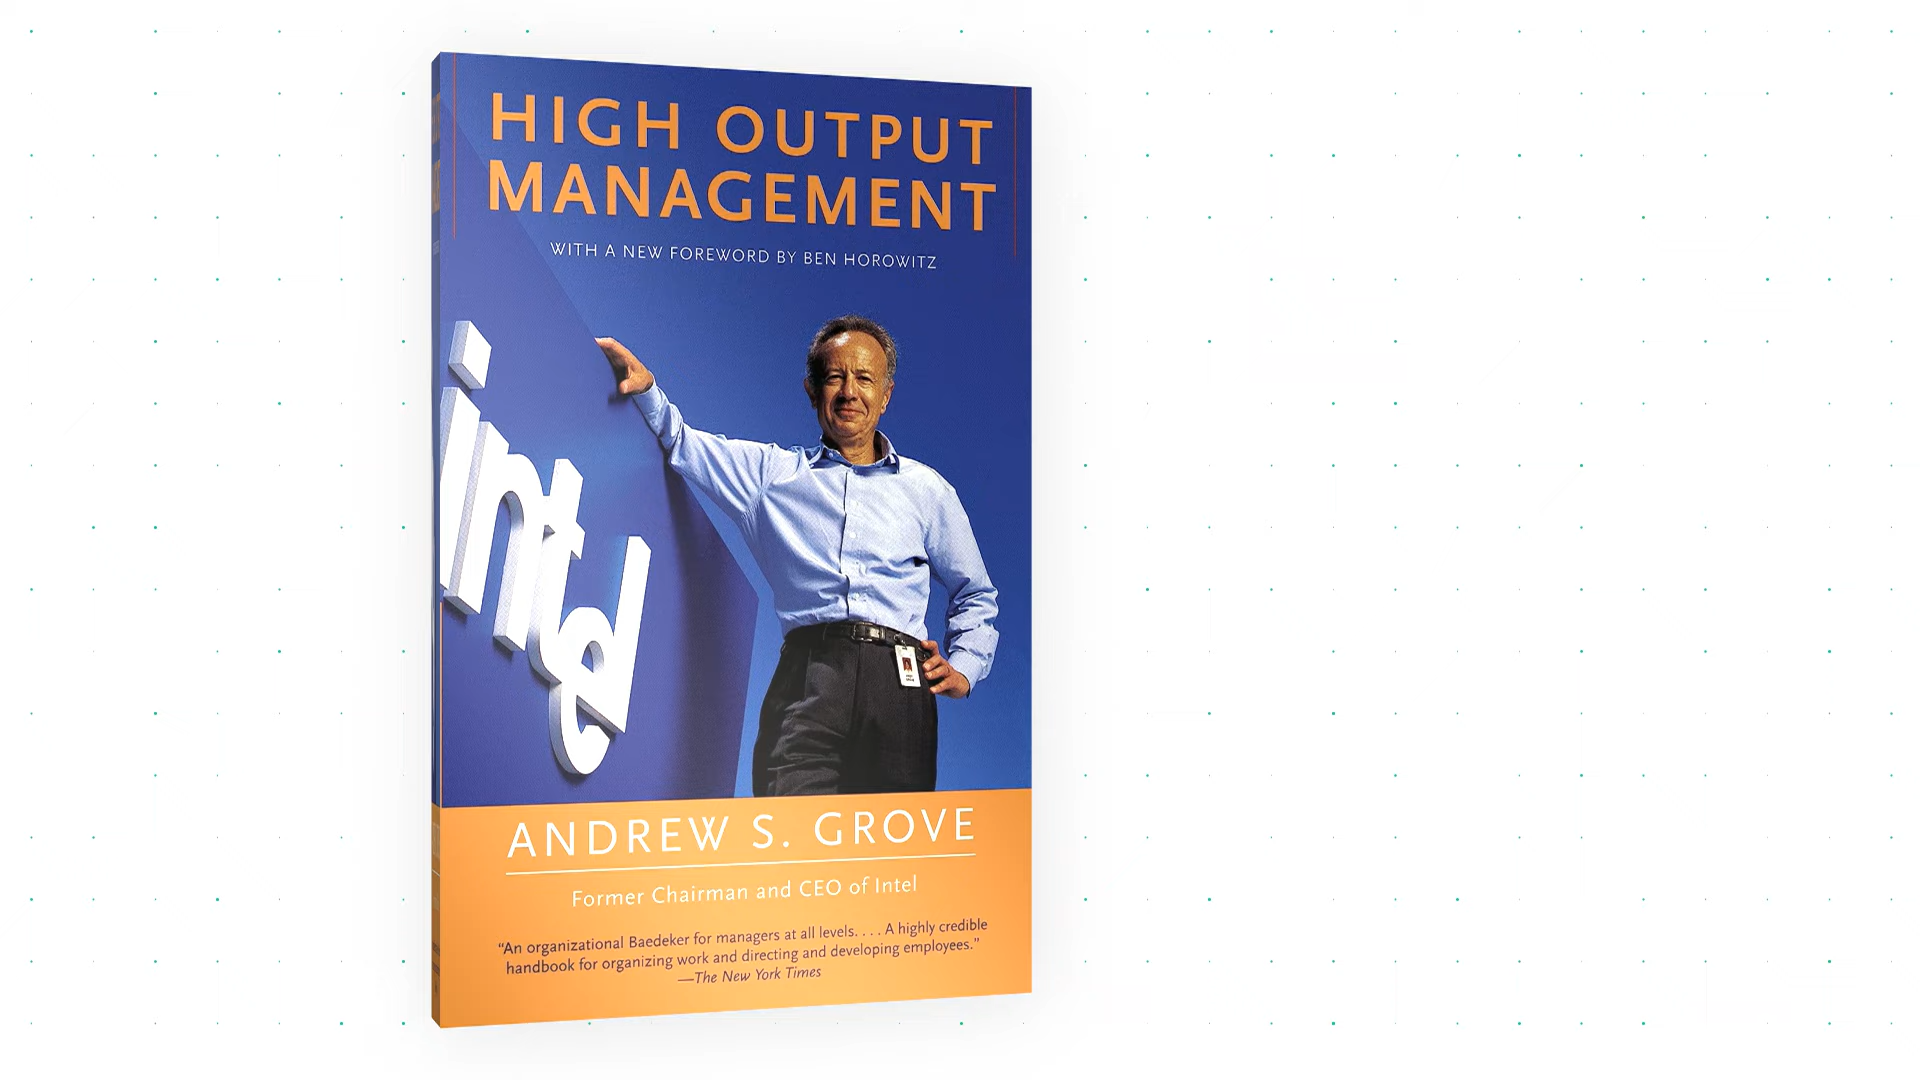 HIGH OUTPUT
MANAGEMENT
WITH A NEW FOREWORD BY BEN HOROWITZ
intel
ANDREW S. GROVE
Former Chairman and CEO of Intel
“An organizational Baedeker for managers at all levels. . . . A highly credible
handbook for organizing work and directing and developing employees.”
—The New York Times